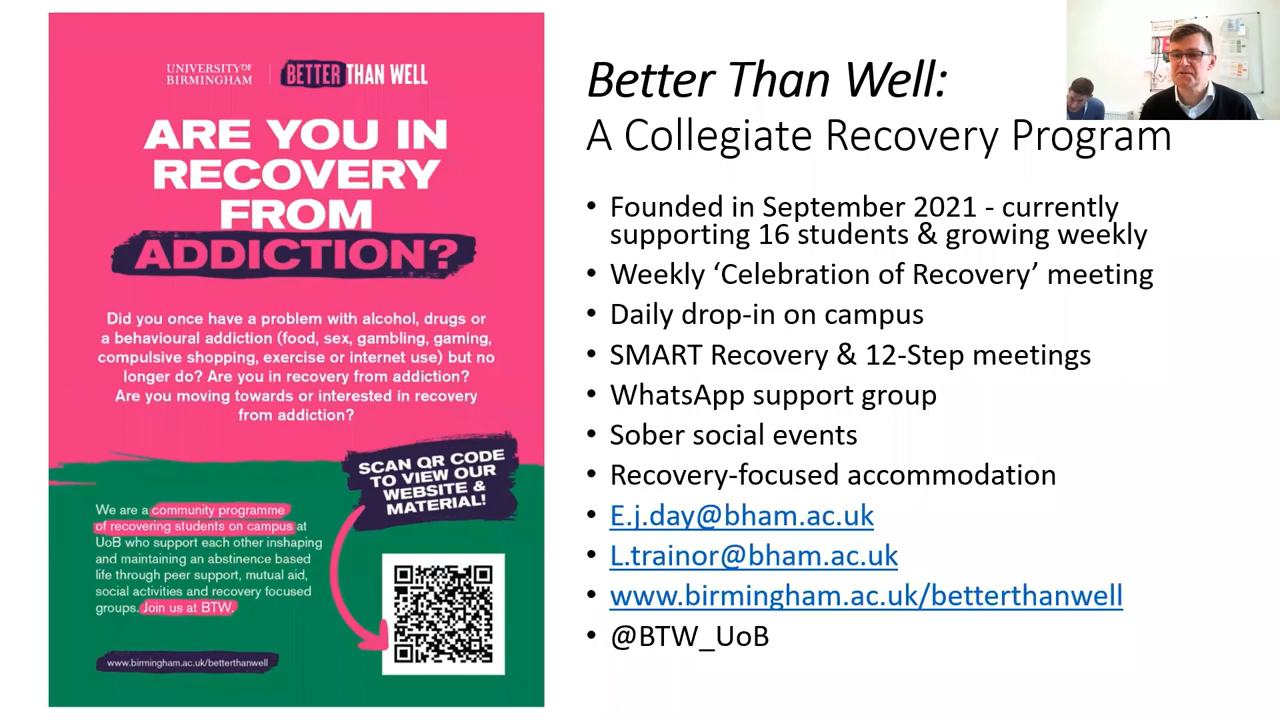 UNIVERSITY OF
BIRMINGHAM
BETTER THAN WELL
ARE YOU IN
RECOVERY
FROM
ADDICTION?
Did you once have a problem with alcohol, drugs or
a behavioural addiction (food, sex, gambling, gaming,
compulsive shopping, exercise or internet use) but no
longer do? Are you in recovery from addiction?
Are you moving towards or interested in recovery
from addiction?
SCAN QR CODE
TO VIEW OUR
WEBSITE &
MATERIAL!
We are a community programme
of recovering students on campus at
UoB who support each other inshaping
and maintaining an abstinence based
life through peer support, mutual aid,
social activities and recovery focused
groups. Join us at BTW.
www.birmingham.ac.uk/betterthanwell
Better Than Well:
A Collegiate Recovery Program
• Founded in September 2021 - currently
supporting 16 students & growing weekly
• Weekly ‘Celebration of Recovery’ meeting
• Daily drop-in on campus
• SMART Recovery & 12-Step meetings
• WhatsApp support group
• Sober social events
• Recovery-focused accommodation
• E.j.day@bham.ac.uk
• L.trainor@bham.ac.uk
• www.birmingham.ac.uk/betterthanwell
• @BTW_UoB